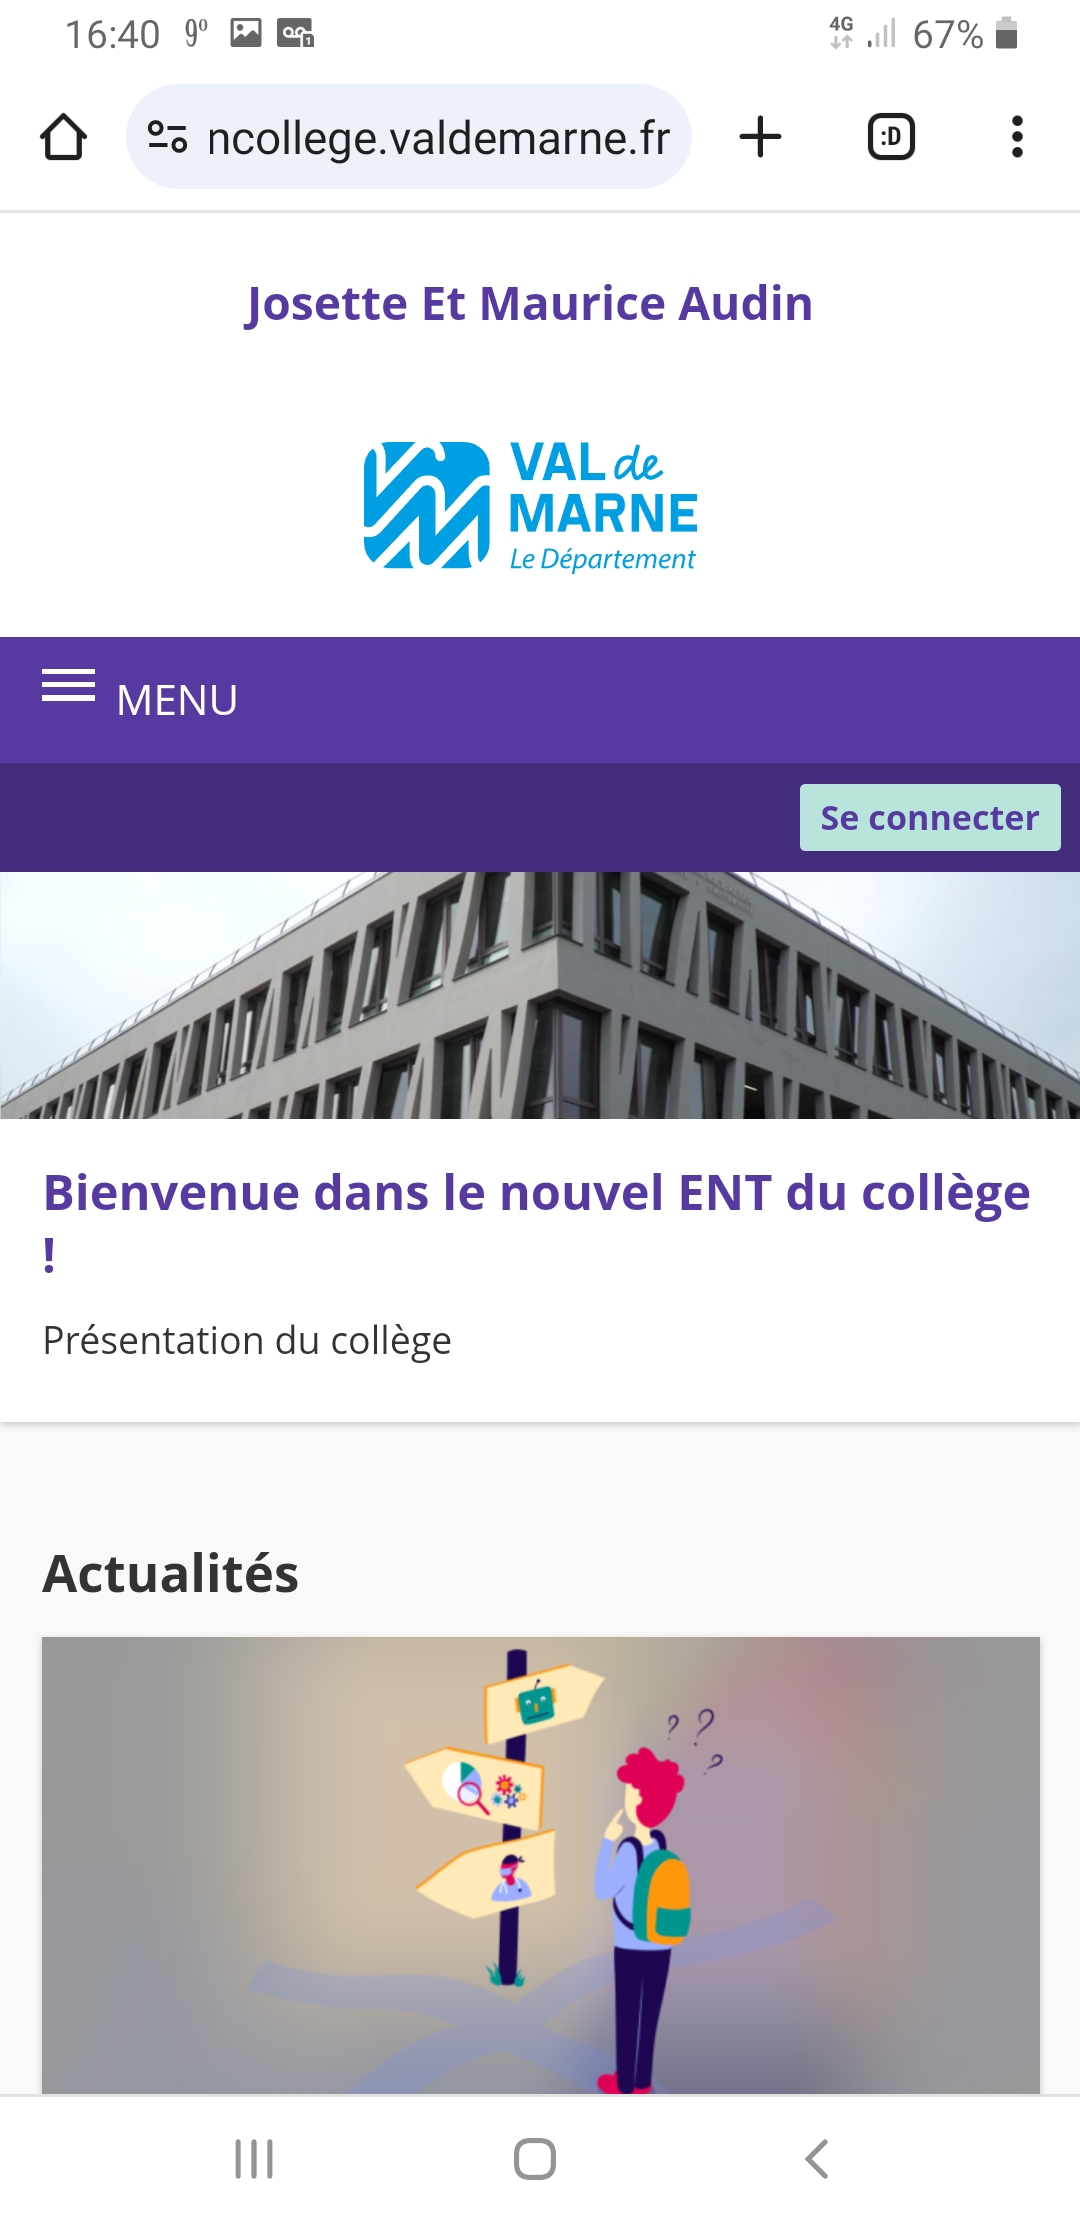 16:40 9° 4G 67%
ncollege.valdemarne.fr :D
Josette Et Maurice Audin
VAL de
MARNE
Le Département
MENU
Se connecter
Bienvenue dans le nouvel ENT du collège
!
Présentation du collège
Actualités
? ? ?